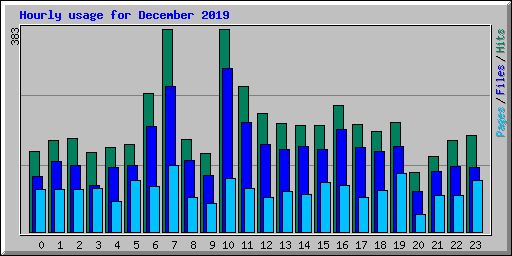 Hourly usage for December 2019
383
Pages/Files/Hits
0 1 2 3 4 5 6 7 8 9 10 11 12 13 14 15 16 17 18 19 20 21 22 23